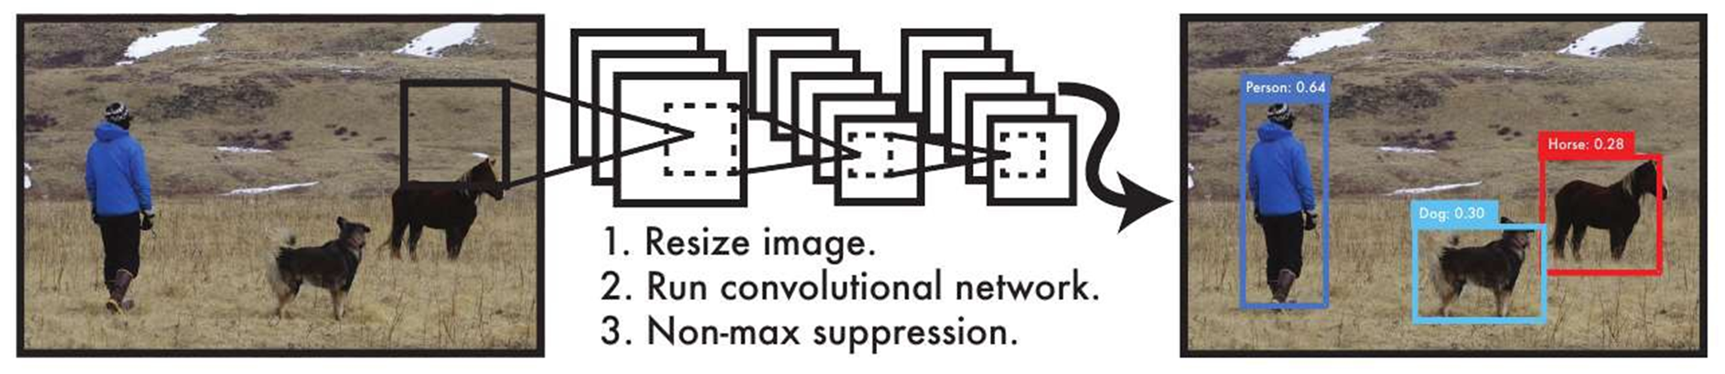 1. Resize image.
2. Run convolutional network.
3. Non-max suppression.
Person: 0.64
Horse: 0.28
Dog: 0.30